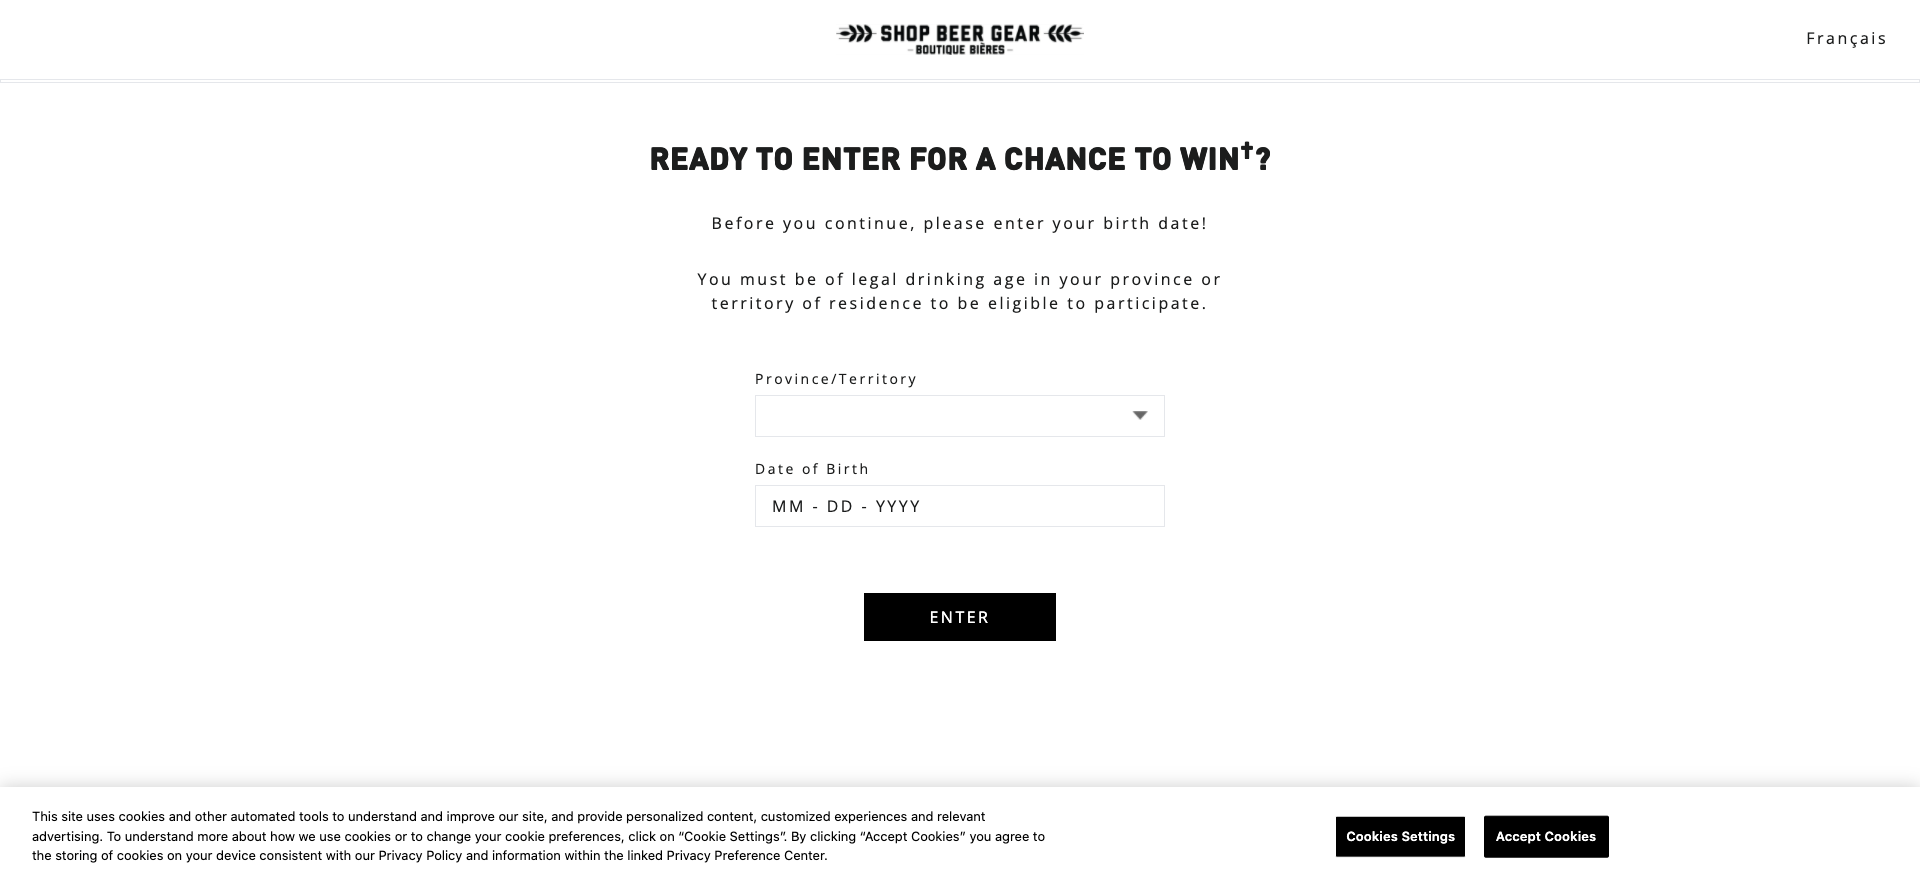 SHOP BEER GEAR
BOUTIQUE BIÈRES
Français
READY TO ENTER FOR A CHANCE TO WIN†?
Before you continue, please enter your birth date!
You must be of legal drinking age in your province or
territory of residence to be eligible to participate.
Province/Territory
Date of Birth
MM - DD - YYYY
ENTER
This site uses cookies and other automated tools to understand and improve our site, and provide personalized content, customized experiences and relevant
advertising. To understand more about how we use cookies or to change your cookie preferences, click on “Cookie Settings”. By clicking “Accept Cookies” you agree to
the storing of cookies on your device consistent with our Privacy Policy and information within the linked Privacy Preference Center.
Cookies Settings
Accept Cookies